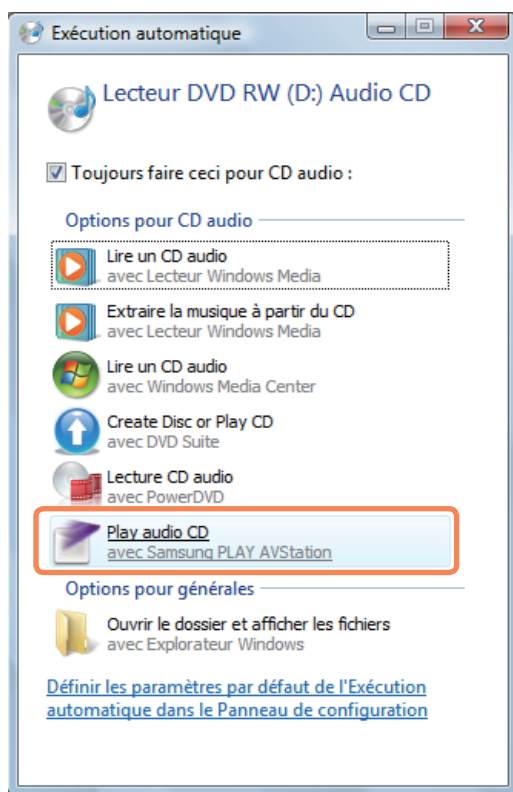 Exécution automatique
Lecteur DVD RW (D:) Audio CD
Toujours faire ceci pour CD audio :
Options pour CD audio
Lire un CD audio
avec Lecteur Windows Media
Extraire la musique à partir du CD
avec Lecteur Windows Media
Lire un CD audio
avec Windows Media Center
Create Disc or Play CD
avec DVD Suite
Lecture CD audio
avec PowerDVD
Play audio CD
avec Samsung PLAY AVStation
Options pour générales
Ouvrir le dossier et afficher les fichiers
avec Explorateur Windows
Définir les paramètres par défaut de l'Exécution
automatique dans le Panneau de configuration